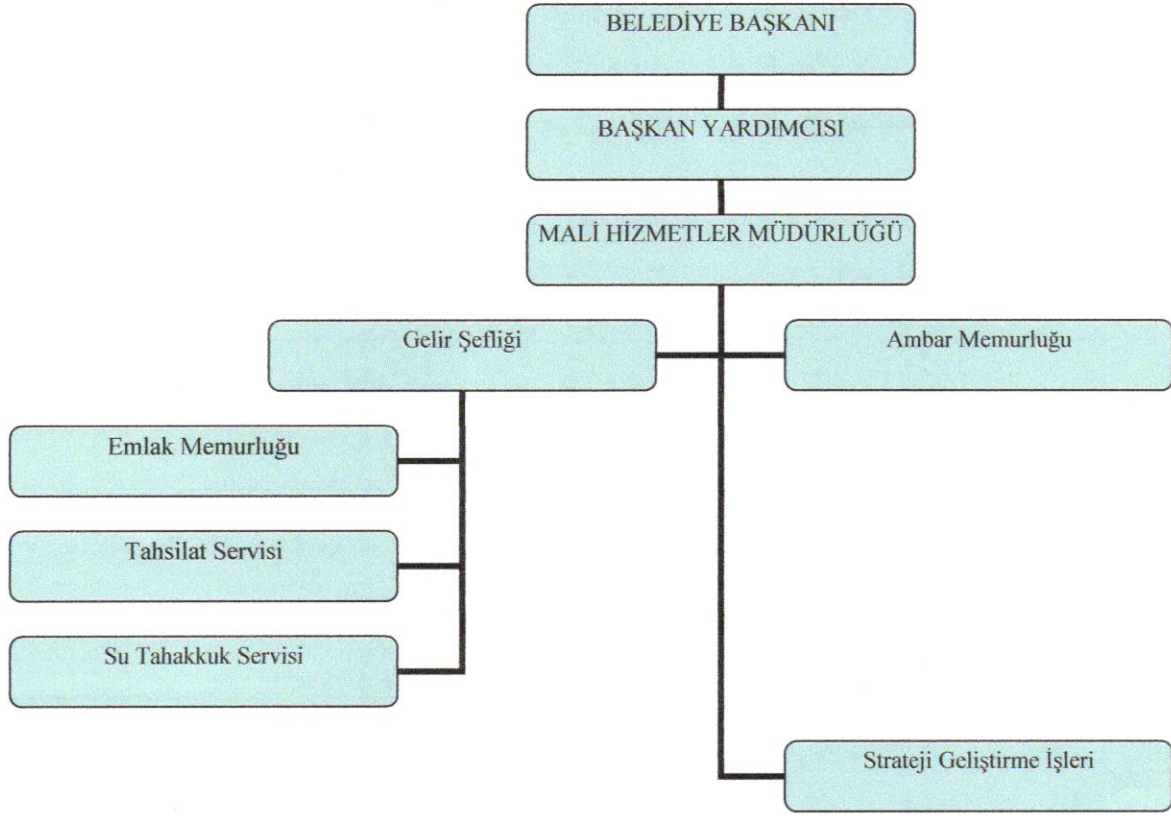 BELEDİYE BAŞKANI
BAŞKAN YARDIMCISI
MALİ HİZMETLER MÜDÜRLÜĞÜ
Gelir Şefliği
Ambar Memurluğu
Emlak Memurluğu
Tahsilat Servisi
Su Tahakkuk Servisi
Strateji Geliştirme İşleri